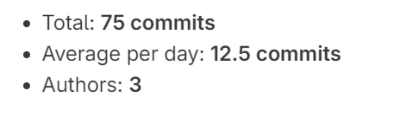 • Total: 75 commits
• Average per day: 12.5 commits
• Authors: 3